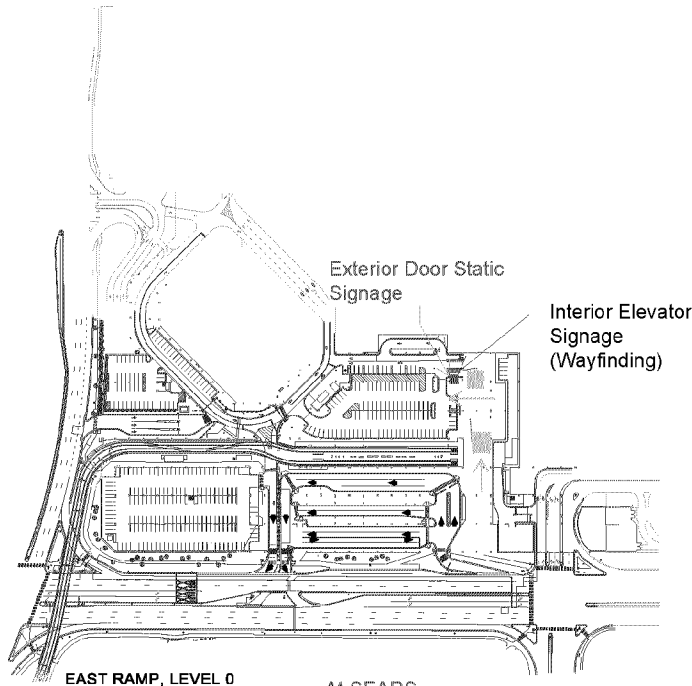 Exterior Door Static
Signage
Interior Elevator
Signage
(Wayfinding)
EAST RAMP, LEVEL 0